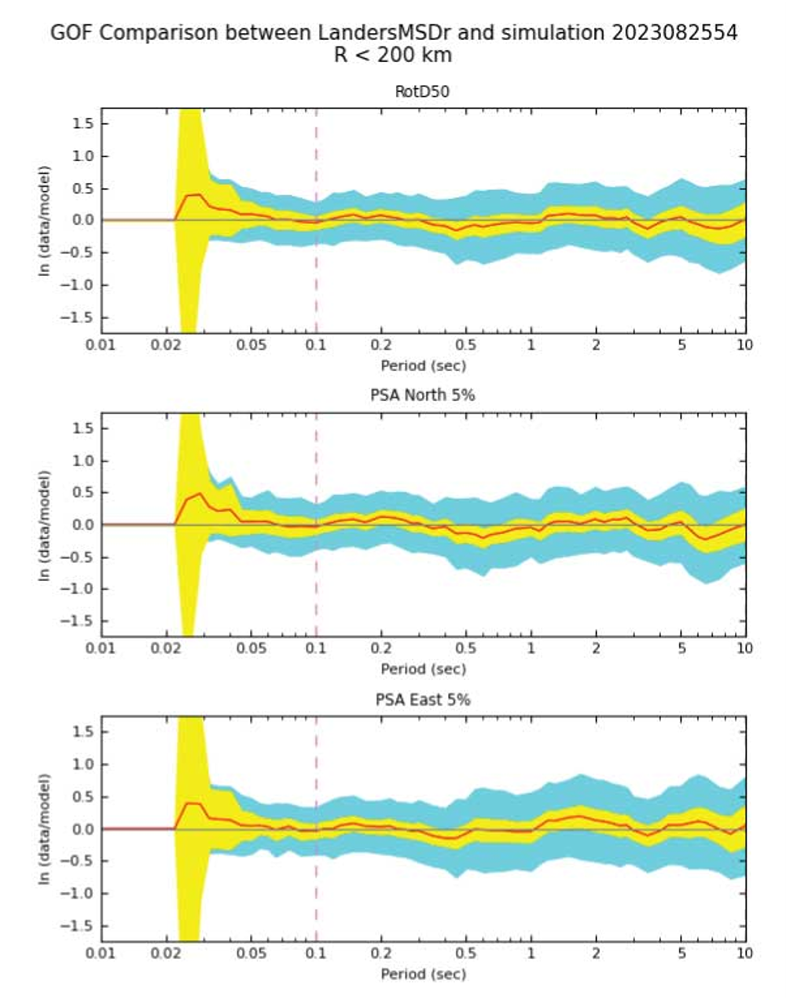 GOF Comparison between LandersMSDr and simulation 2023082554
R < 200 km
RotD50
ln (data/model)
1.5
1.0
0.5
0.0
−0.5
−1.0
−1.5
0.01 0.02 0.05 0.1 0.2 0.5 1 2 5 10
Period (sec)
PSA North 5%
ln (data/model)
1.5
1.0
0.5
0.0
−0.5
−1.0
−1.5
0.01 0.02 0.05 0.1 0.2 0.5 1 2 5 10
Period (sec)
PSA East 5%
ln (data/model)
1.5
1.0
0.5
0.0
−0.5
−1.0
−1.5
0.01 0.02 0.05 0.1 0.2 0.5 1 2 5 10
Period (sec)